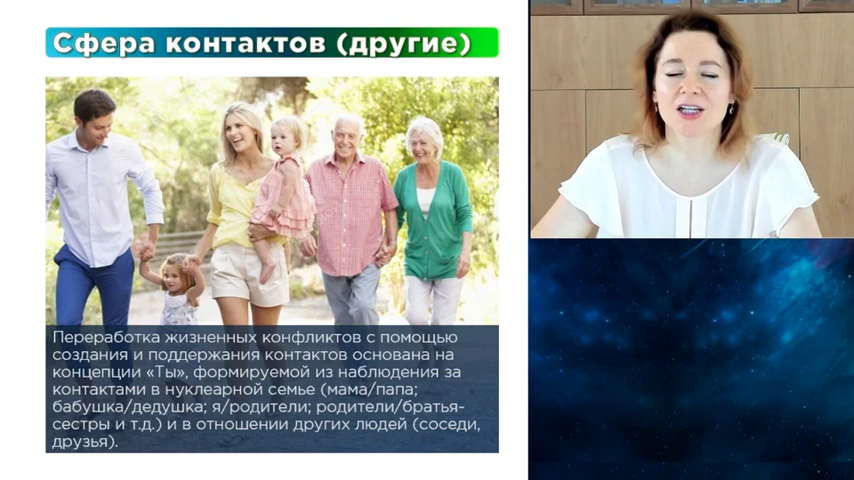 Сфера контактов (другие)
Переработка жизненных конфликтов с помощью
создания и поддержания контактов основана на
концепции «Ты», формируемой из наблюдения за
контактами в нуклеарной семье (мама/папа;
бабушка/дедушка; я/родители; родители/братья-
сестры и т.д.) и в отношении других людей (соседи,
друзья).